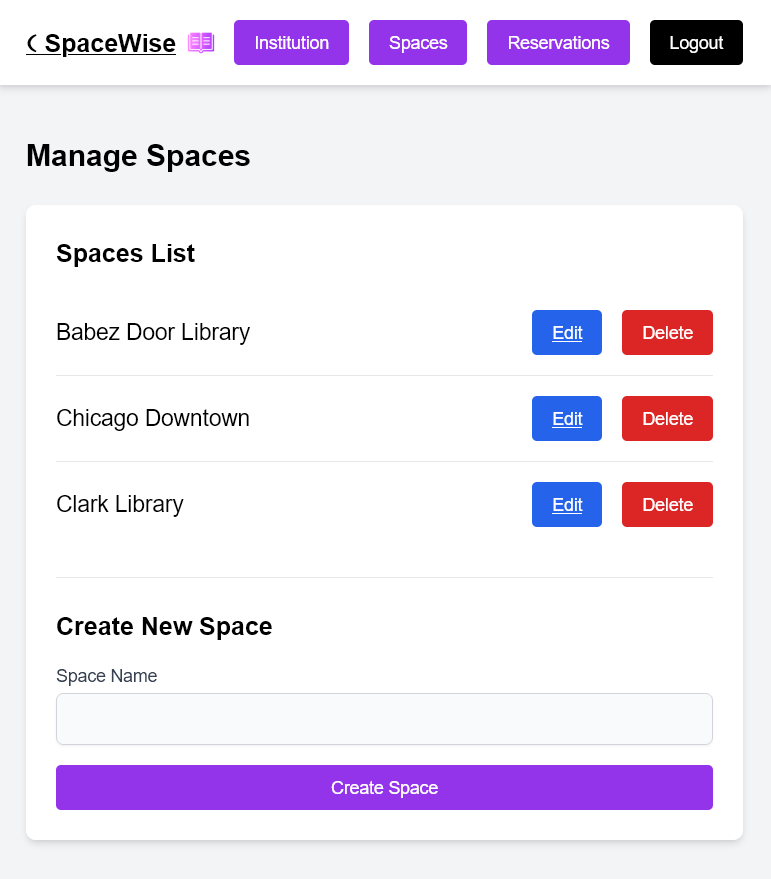 ☾ SpaceWise 📖 Institution Spaces Reservations Logout
Manage Spaces
Spaces List
Babez Door Library Edit Delete
Chicago Downtown Edit Delete
Clark Library Edit Delete
Create New Space
Space Name
Create Space